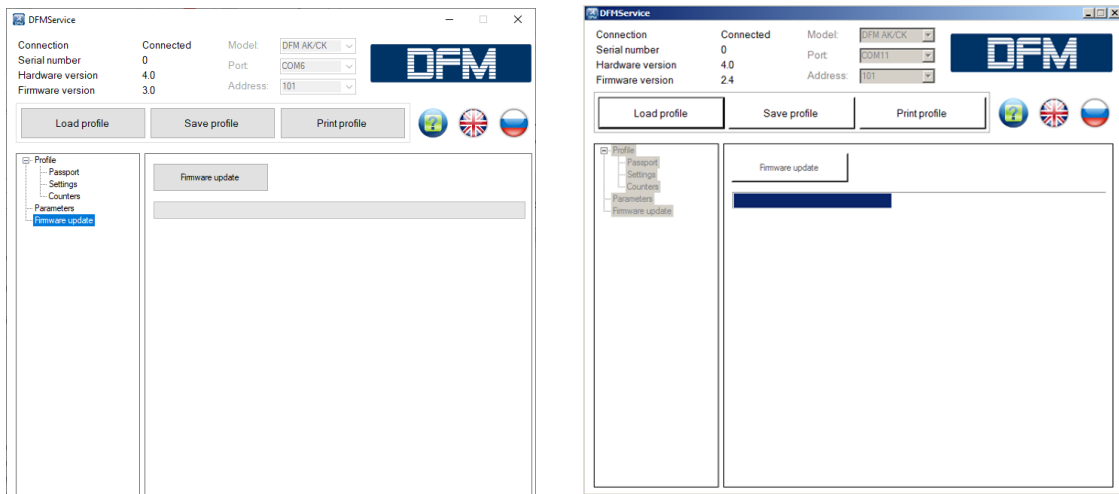 DFMService
Connection Connected Model: DFM AK/CK
Serial number 0 Port: COM6
Hardware version 4.0 Address: 101
Firmware version 3.0
DFM
Load profile Save profile Print profile
Profile
Passport
Settings
Counters
Parameters
Firmware update
Firmware update
DFMService
Connection Connected Model: DFM AK/CK
Serial number 0 Port: COM11
Hardware version 4.0 Address: 101
Firmware version 2.4
DFM
Load profile Save profile Print profile
Profile
Passport
Settings
Counters
Parameters
Firmware update
Firmware update